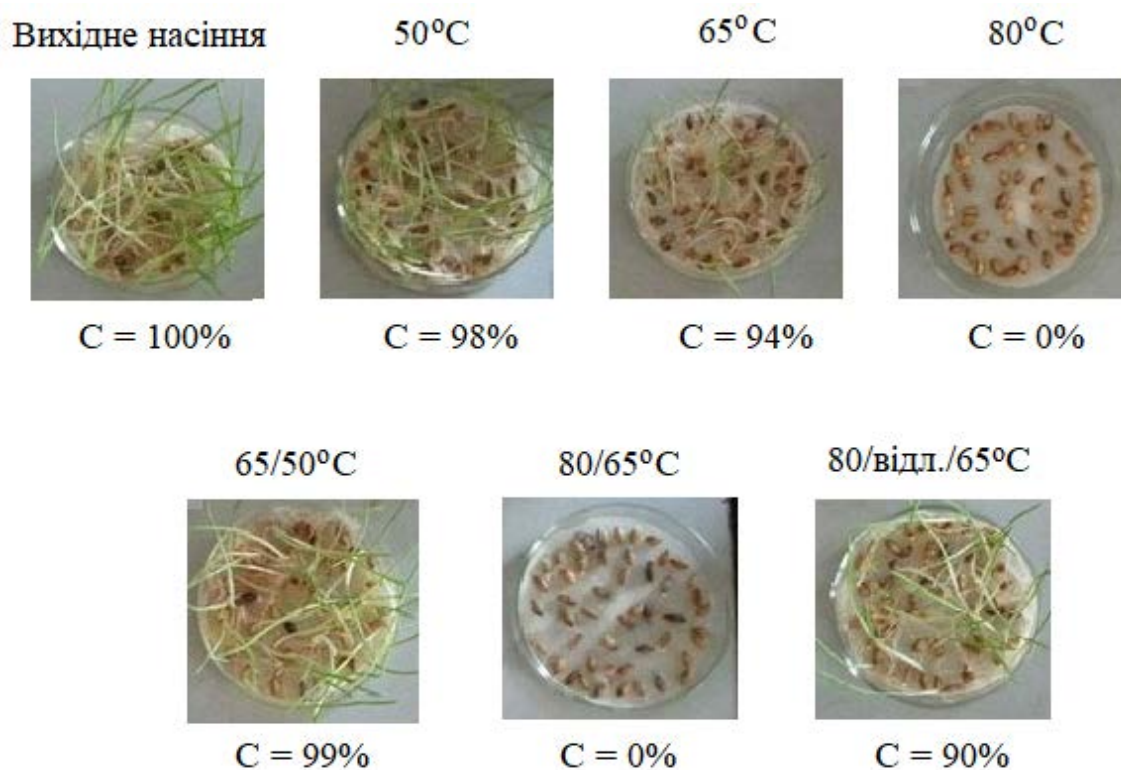 Вихідне насіння 50°C 65°C 80°C
C = 100% C = 98% C = 94% C = 0%
65/50°C 80/65°C 80/відл./65°C
C = 99% C = 0% C = 90%